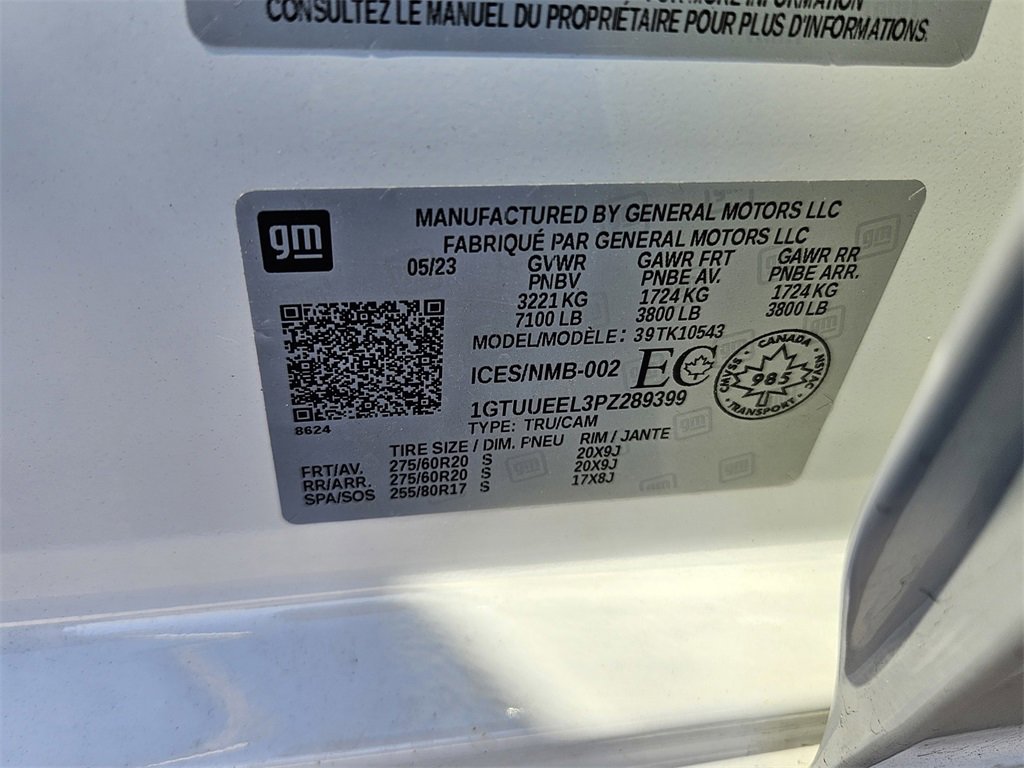 CONSULTEZ LE MANUEL DU PROPRIÉTAIRE POUR PLUS D'INFORMATIONS.
gm
MANUFACTURED BY GENERAL MOTORS LLC
FABRIQUÉ PAR GENERAL MOTORS LLC
05/23 GVWR GAWR FRT GAWR RR
PNBV PNBE AV. PNBE ARR.
3221 KG 1724 KG 1724 KG
7100 LB 3800 LB 3800 LB
MODEL/MODÈLE: 39TK10543
ICES/NMB-002 EC
CANADA
CMVSS 985 NSVAC
TRANSPORT
1GTUUEEL3PZ289399
TYPE: TRU/CAM
8624
TIRE SIZE / DIM. PNEU RIM / JANTE
FRT/AV. 275/60R20 S 20X9J
RR/ARR. 275/60R20 S 20X9J
SPA/SOS 255/80R17 S 17X8J